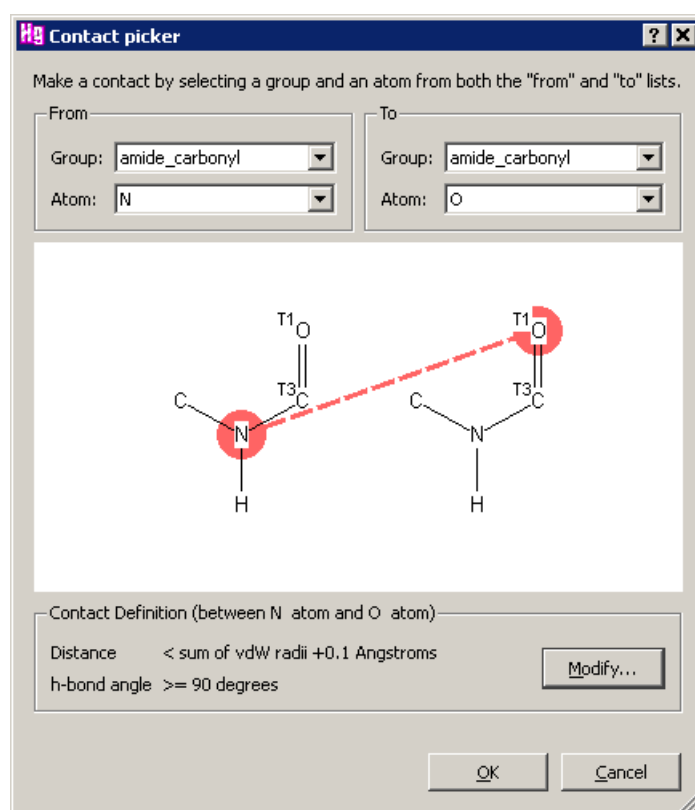 Hg Contact picker ? X
Make a contact by selecting a group and an atom from both the "from" and "to" lists.
From To
Group: amide_carbonyl Group: amide_carbonyl
Atom: N Atom: O
T1 O T1 O
T3 C T3 C
C C
N N
H H
Contact Definition (between N atom and O atom)
Distance < sum of vdW radii +0.1 Angstroms
Modify...
h-bond angle >= 90 degrees
OK Cancel